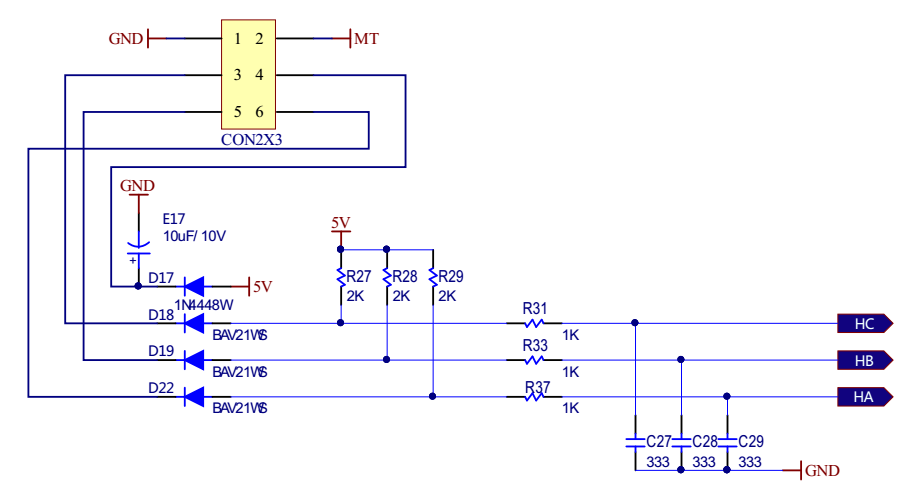 GND
1 2
MT
3 4
5 6
CON2X3
GND
E17
10uF/ 10V
5V
D17
5V
1N4448W
R27
R28
R29
2K
2K
2K
D18
BAV21WS
R31
1K
HC
D19
BAV21WS
R33
1K
HB
D22
BAV21WS
R37
1K
HA
C27
C28
C29
333
333
333
GND